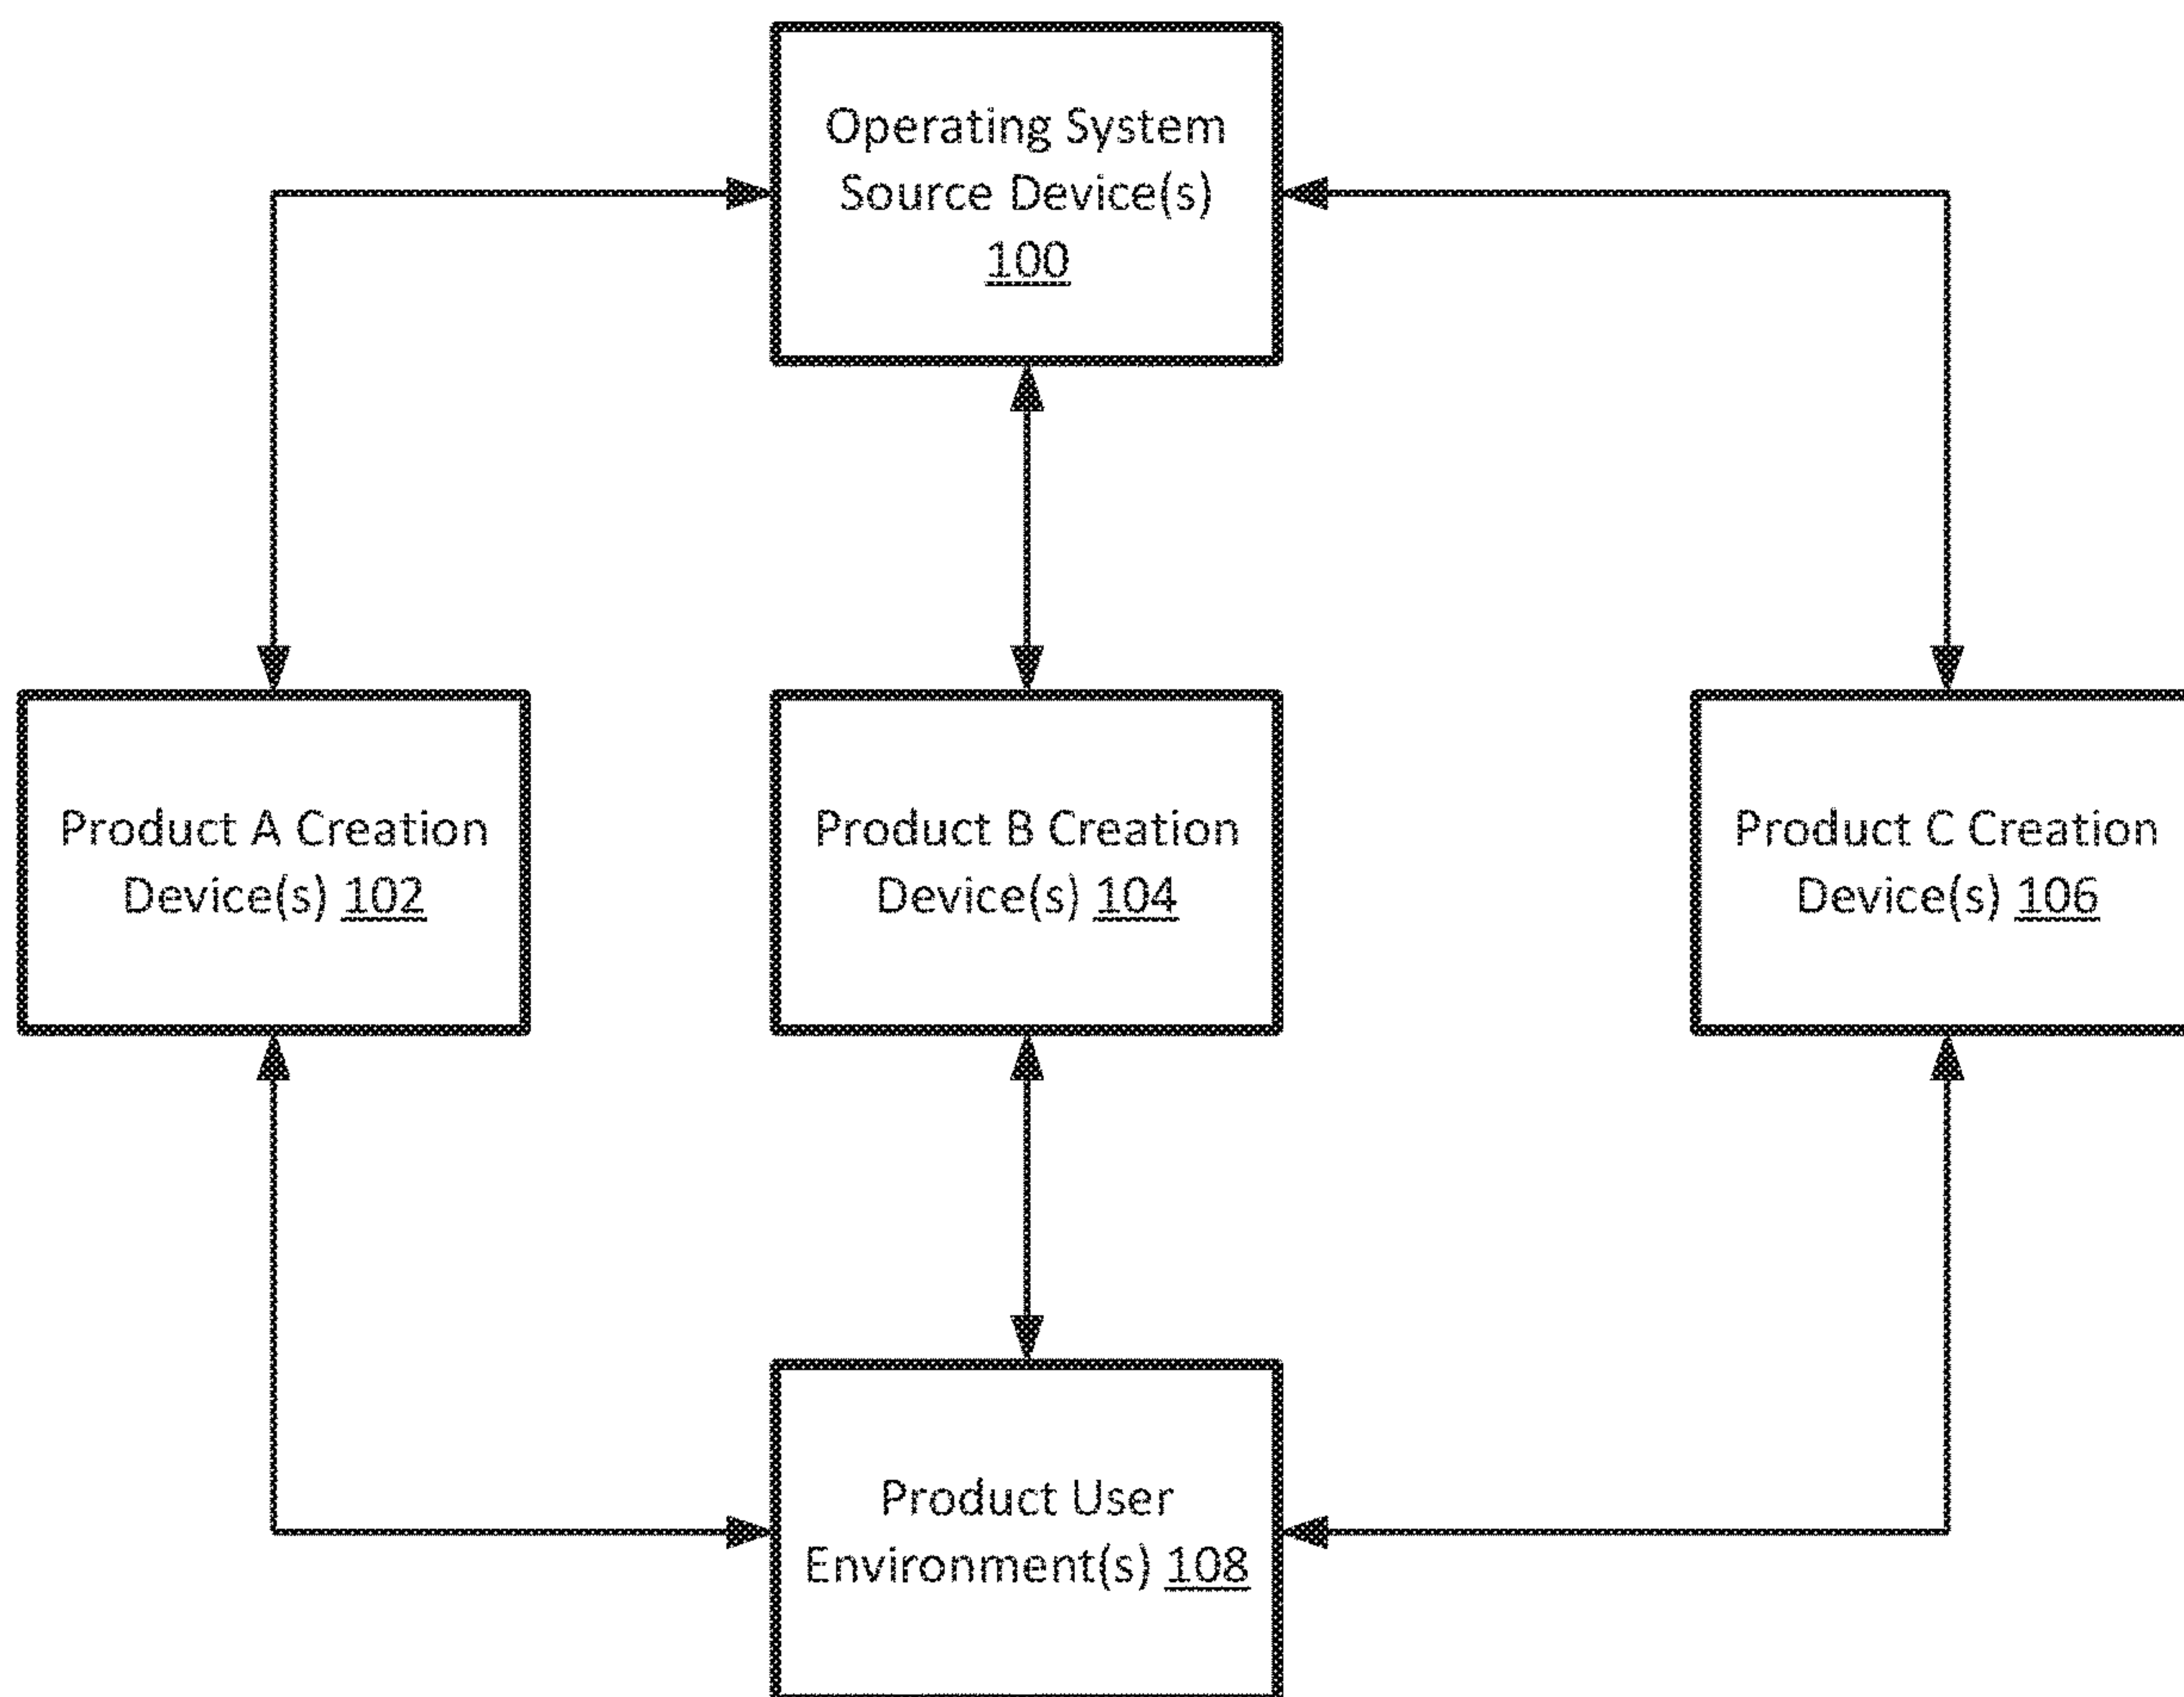 Operating System
Source Device(s)
100
Product A Creation
Device(s) 102
Product B Creation
Device(s) 104
Product C Creation
Device(s) 106
Product User
Environment(s) 108